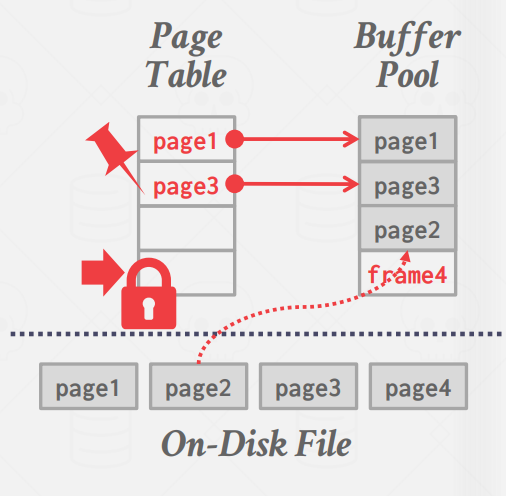 Page
Table
Buffer
Pool
page1
page3
page1
page3
page2
frame4
page1
page2
page3
page4
On-Disk File